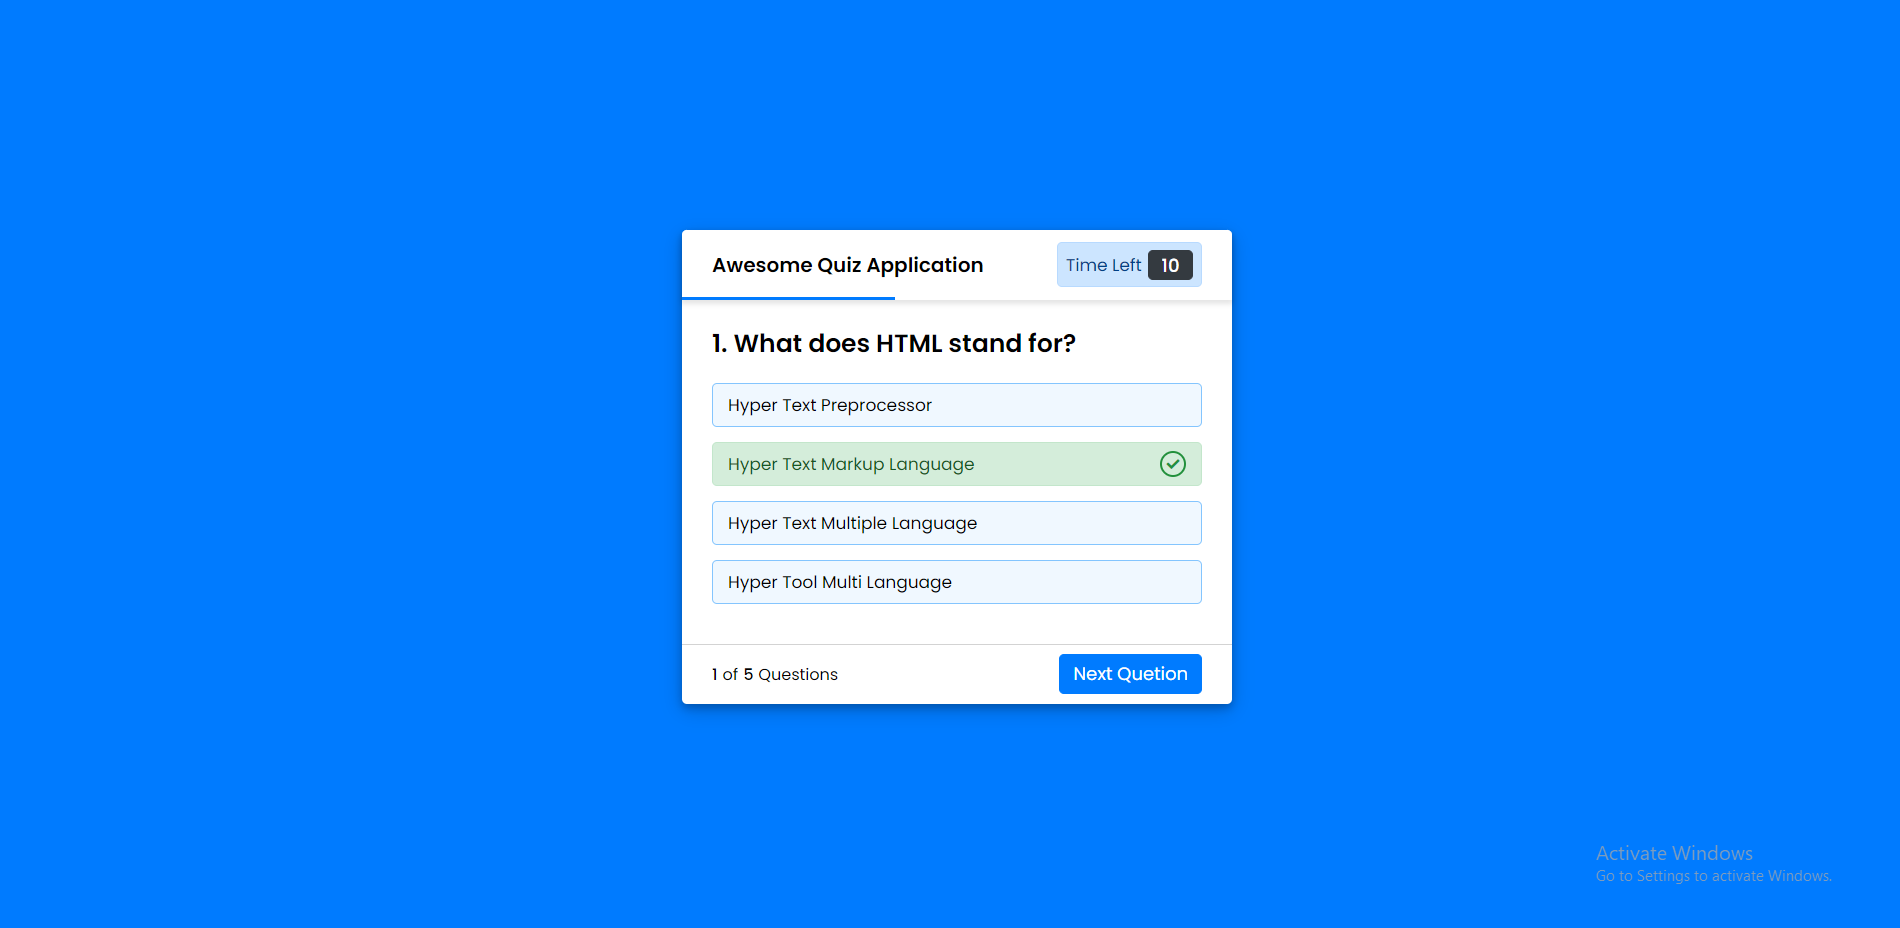 Awesome Quiz Application
Time Left 10
1. What does HTML stand for?
Hyper Text Preprocessor
Hyper Text Markup Language
Hyper Text Multiple Language
Hyper Tool Multi Language
1 of 5 Questions
Next Quetion
Activate Windows
Go to Settings to activate Windows.